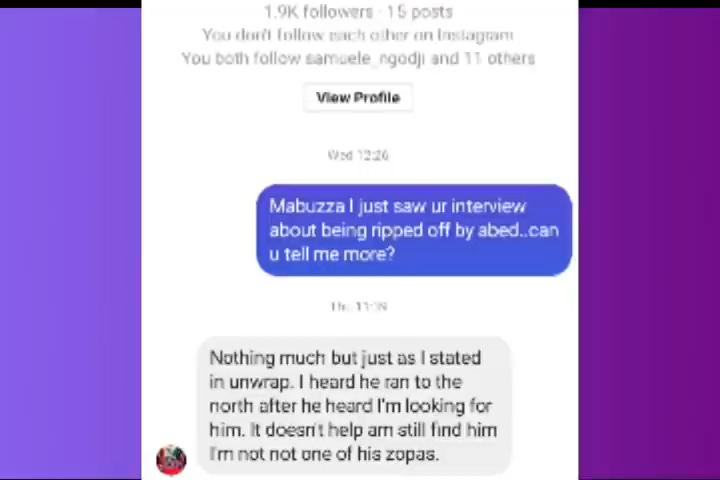 1.9K followers · 15 posts
You don't follow each other on Instagram
You both follow samuele_ngodji and 11 others
View Profile
Wed 12:26
Mabuzza I just saw ur interview
about being ripped off by abed..can
u tell me more?
Thu 11:39
Nothing much but just as I stated
in unwrap. I heard he ran to the
north after he heard I'm looking for
him. It doesn't help am still find him
I'm not not one of his zopas.